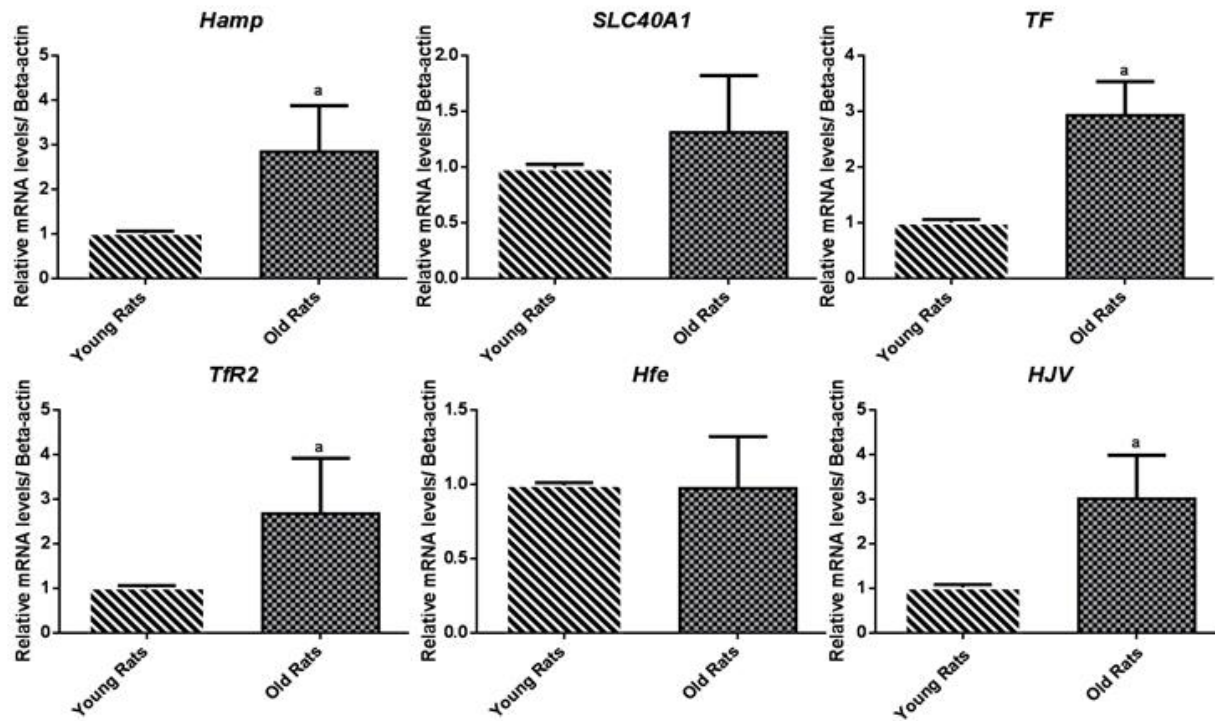 Hamp
Relative mRNA levels/ Beta-actin
5
4
3
2
1
0
a
Young Rats
Old Rats
SLC40A1
Relative mRNA levels/ Beta-actin
2.0
1.5
1.0
0.5
0.0
Young Rats
Old Rats
TF
Relative mRNA levels/ Beta-actin
4
3
2
1
0
a
Young Rats
Old Rats
TfR2
Relative mRNA levels/ Beta-actin
5
4
3
2
1
0
a
Young Rats
Old Rats
Hfe
Relative mRNA levels/ Beta-actin
1.5
1.0
0.5
0.0
Young Rats
Old Rats
HJV
Relative mRNA levels/ Beta-actin
5
4
3
2
1
0
a
Young Rats
Old Rats